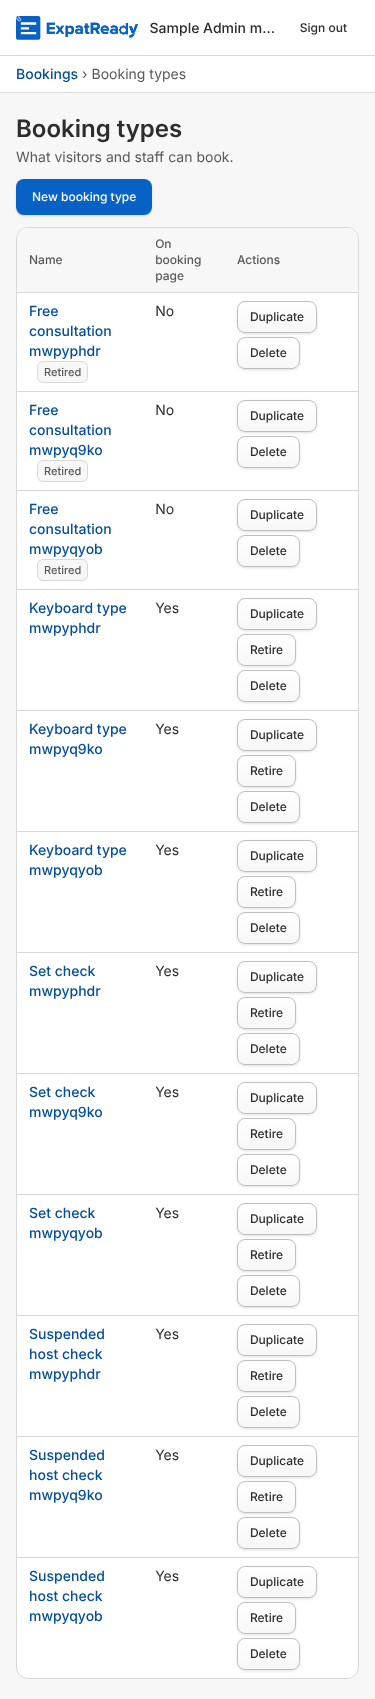 ExpatReady Sample Admin m... Sign out
Bookings › Booking types
Booking types
What visitors and staff can book.
New booking type
Name On booking page Actions
Free consultation mwpyphdr Retired No Duplicate Delete
Free consultation mwpyq9ko Retired No Duplicate Delete
Free consultation mwpyqyob Retired No Duplicate Delete
Keyboard type mwpyphdr Yes Duplicate Retire Delete
Keyboard type mwpyq9ko Yes Duplicate Retire Delete
Keyboard type mwpyqyob Yes Duplicate Retire Delete
Set check mwpyphdr Yes Duplicate Retire Delete
Set check mwpyq9ko Yes Duplicate Retire Delete
Set check mwpyqyob Yes Duplicate Retire Delete
Suspended host check mwpyphdr Yes Duplicate Retire Delete
Suspended host check mwpyq9ko Yes Duplicate Retire Delete
Suspended host check mwpyqyob Yes Duplicate Retire Delete